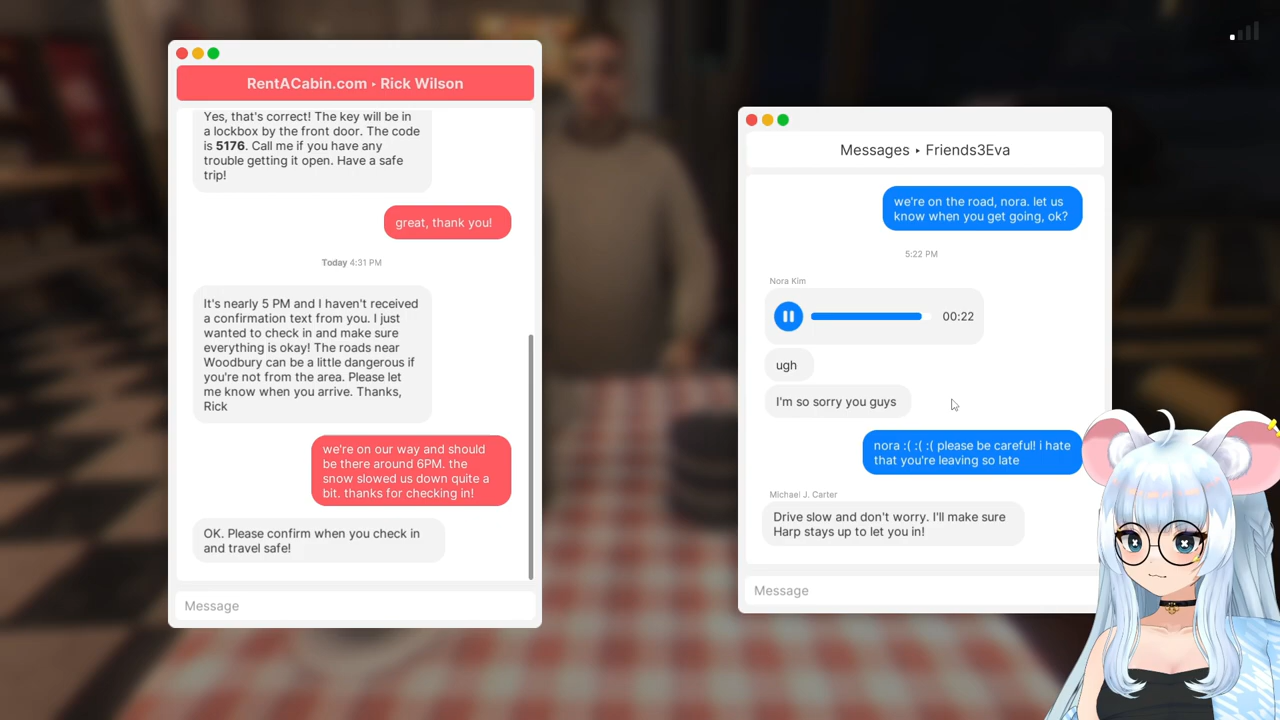 RentACabin.com ▸ Rick Wilson
Yes, that's correct! The key will be in
a lockbox by the front door. The code
is 5176. Call me if you have any
trouble getting it open. Have a safe
trip!
great, thank you!
Today 4:31 PM
It's nearly 5 PM and I haven't received
a confirmation text from you. I just
wanted to check in and make sure
everything is okay! The roads near
Woodbury can be a little dangerous if
you're not from the area. Please let
me know when you arrive. Thanks,
Rick
we're on our way and should
be there around 6PM. the
snow slowed us down quite a
bit. thanks for checking in!
OK. Please confirm when you check in
and travel safe!
Message
Messages ▸ Friends3Eva
we're on the road, nora. let us
know when you get going, ok?
5:22 PM
Nora Kim
00:22
ugh
I'm so sorry you guys
nora :( :( :( please be careful! i hate
that you're leaving so late
Michael J. Carter
Drive slow and don't worry. I'll make sure
Harp stays up to let you in!
Message